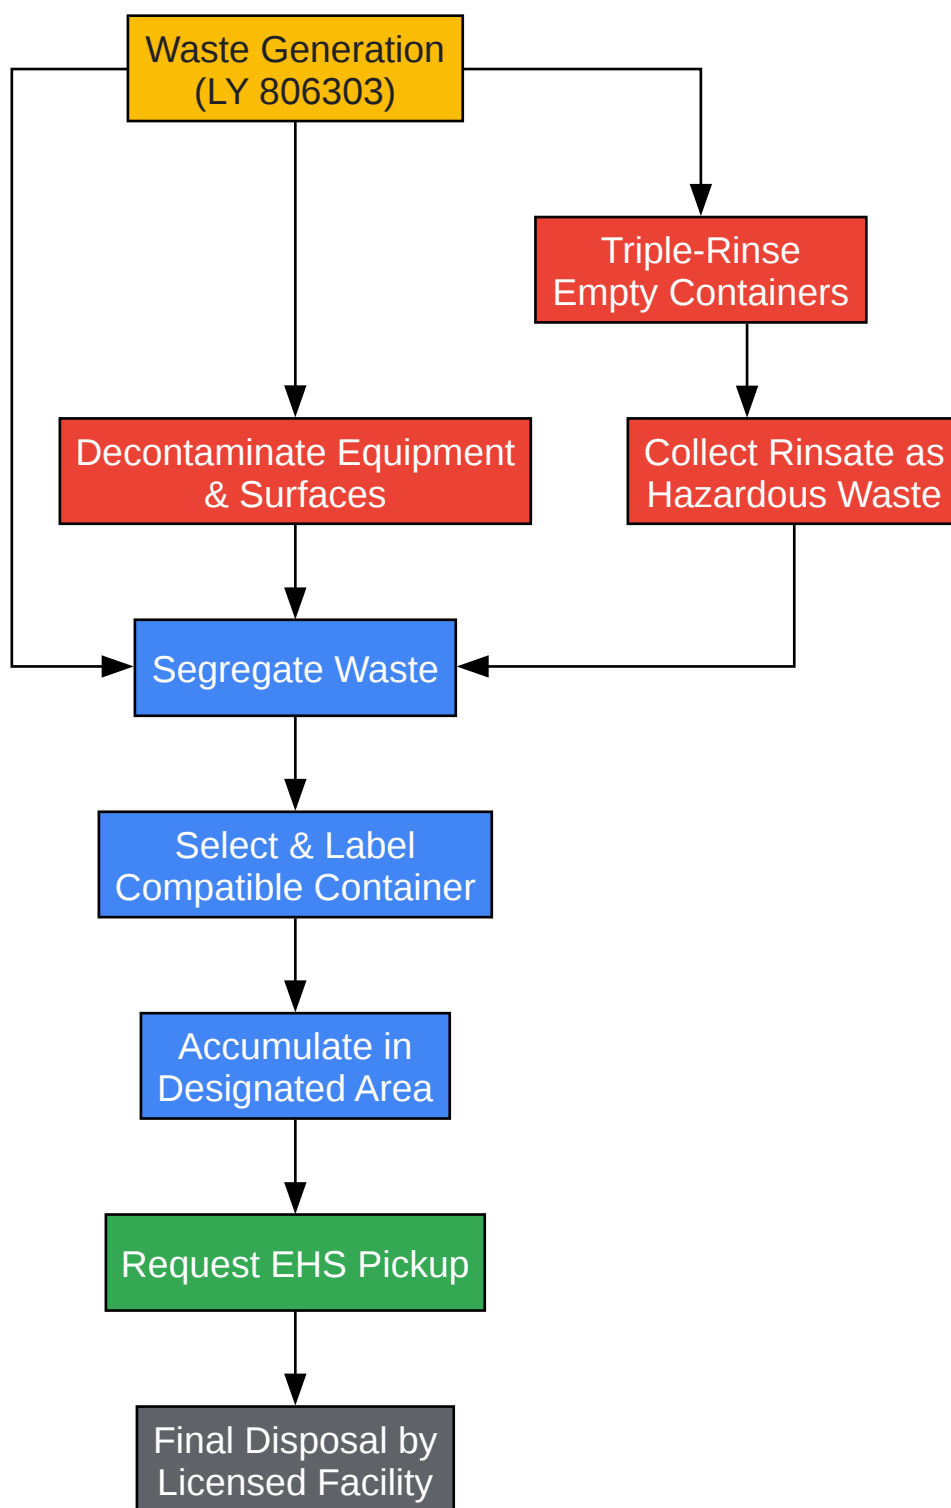 Waste Generation
(LY 806303)
Triple-Rinse
Empty Containers
Decontaminate Equipment
& Surfaces
Collect Rinsate as
Hazardous Waste
Segregate Waste
Select & Label
Compatible Container
Accumulate in
Designated Area
Request EHS Pickup
Final Disposal by
Licensed Facility